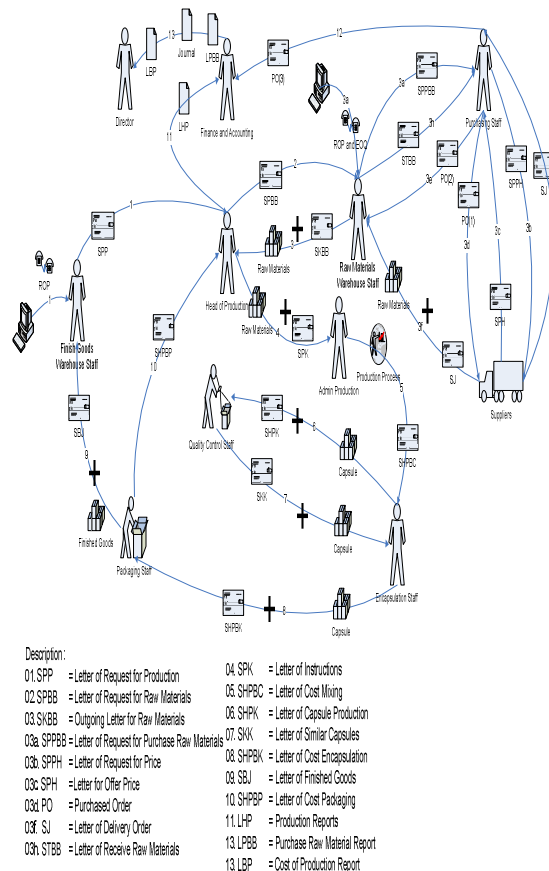 13
Journal
LPBB
LBP
12
PO(3)
3a
SPPBB
Director
LHP
Finance and Accounting
3a
Purchasing Staff
11
ROP and EOQ
STBB
3h
SPPH
SJ
PO(2)
3e
2
SPBB
PO(1)
3b
3c
3d
1
SPP
SKBB
3
Raw Materials
Raw Materials
Warehouse Staff
ROP
Head of Production
Raw Materials
1
SPH
3f
Raw Materials
4
SPK
Finish Goods
Warehouse Staff
SHPBP
10
Admin Production
Production Process
SJ
Suppliers
5
SHPK
6
SBJ
Quality Control Staff
Capsule
SHPBC
SKK
9
7
Finished Goods
Capsule
Packaging Staff
Encapsulation Staff
SHPBK
8
Capsule
Description :
01. SPP = Letter of Request for Production
02. SPBB = Letter of Request for Raw Materials
03. SKBB = Outgoing Letter for Raw Materials
03a. SPPBB = Letter of Request for Purchase Raw Materials
03b. SPPH = Letter of Request for Price
03c. SPH = Letter for Offer Price
03d. PO = Purchased Order
03f. SJ = Letter of Delivery Order
03h. STBB = Letter of Receive Raw Materials
04. SPK = Letter of Instructions
05. SHPBC = Letter of Cost Mixing
06. SHPK = Letter of Capsule Production
07. SKK = Letter of Similar Capsules
08. SHPBK = Letter of Cost Encapsulation
09. SBJ = Letter of Finished Goods
10. SHPBP = Letter of Cost Packaging
11. LHP = Production Reports
13. LPBB = Purchase Raw Material Report
13. LBP = Cost of Production Report